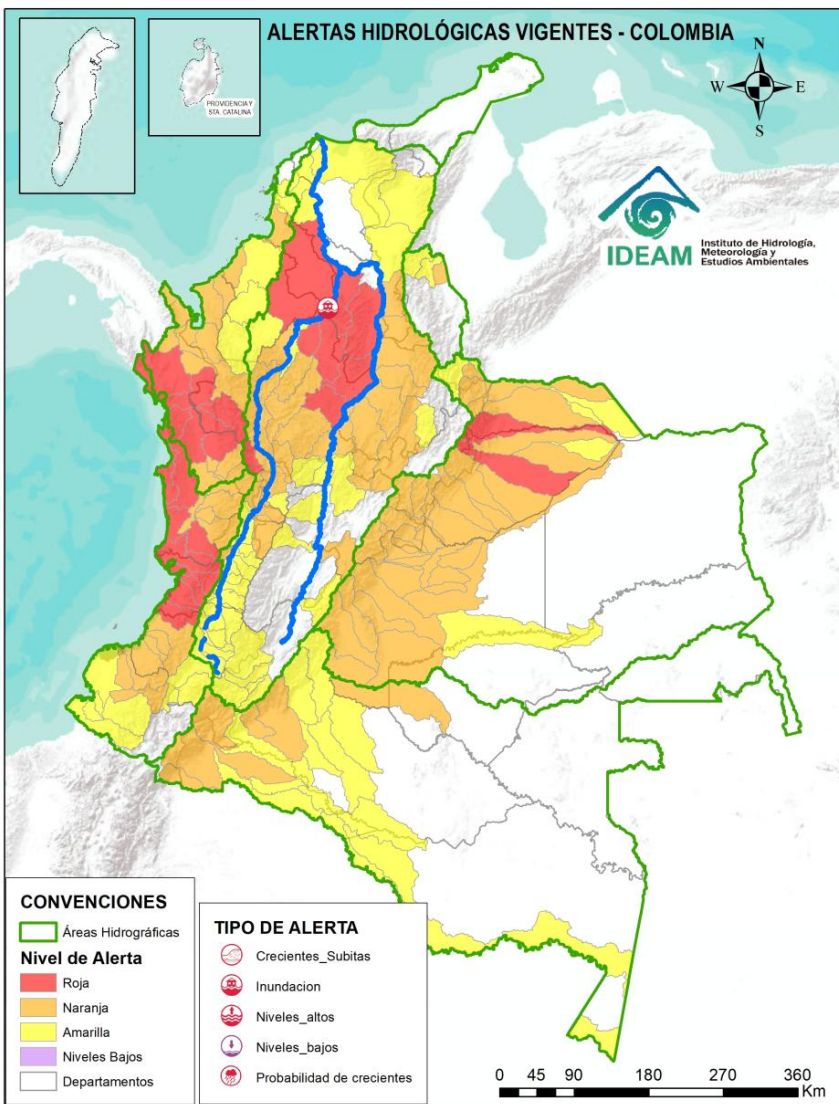 ALERTAS HIDROLÓGICAS VIGENTES - COLOMBIA
PROVIDENCIA Y
STA. CATALINA
N
W E
S
IDEAM
Instituto de Hidrología,
Meteorología y
Estudios Ambientales
CONVENCIONES
Áreas Hidrográficas
Nivel de Alerta
Roja
Naranja
Amarilla
Niveles Bajos
Departamentos
TIPO DE ALERTA
Crecientes_Subitas
Inundacion
Niveles_altos
Niveles_bajos
Probabilidad de crecientes
0 45 90 180 270 360
Km